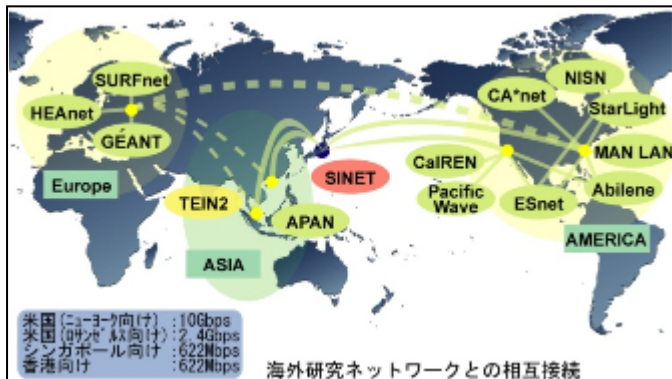 SURFnet
HEAnet
GÉANT
Europe
TEIN2
ASIA
APAN
SINET
CA*net
NISN
StarLight
CalREN
MAN LAN
Pacific
Wave
ESnet
Abilene
AMERICA
米国(ニューヨーク向け) :10Gbps
米国(ロサンゼルス向け):2.4Gbps
シンガポール向け :622Mbps
香港向け :622Mbps
海外研究ネットワークとの相互接続